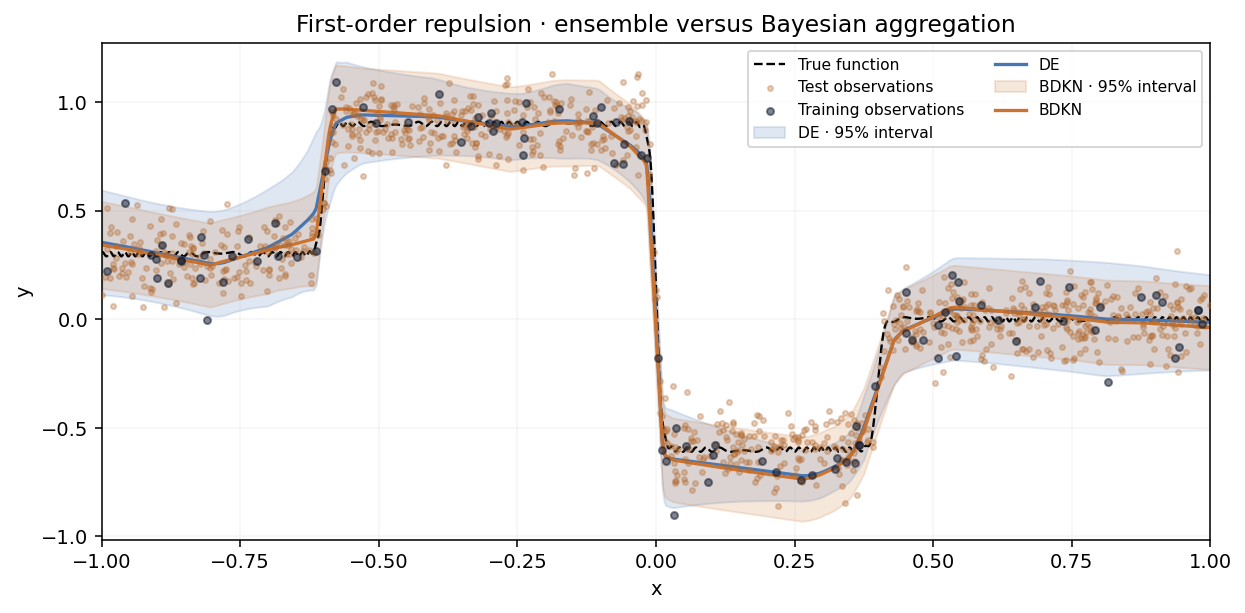 First-order repulsion · ensemble versus Bayesian aggregation
True function
Test observations
Training observations
DE · 95% interval
DE
BDKN · 95% interval
BDKN
y
1.0
0.5
0.0
−0.5
−1.0
−1.00 −0.75 −0.50 −0.25 0.00 0.25 0.50 0.75 1.00
x